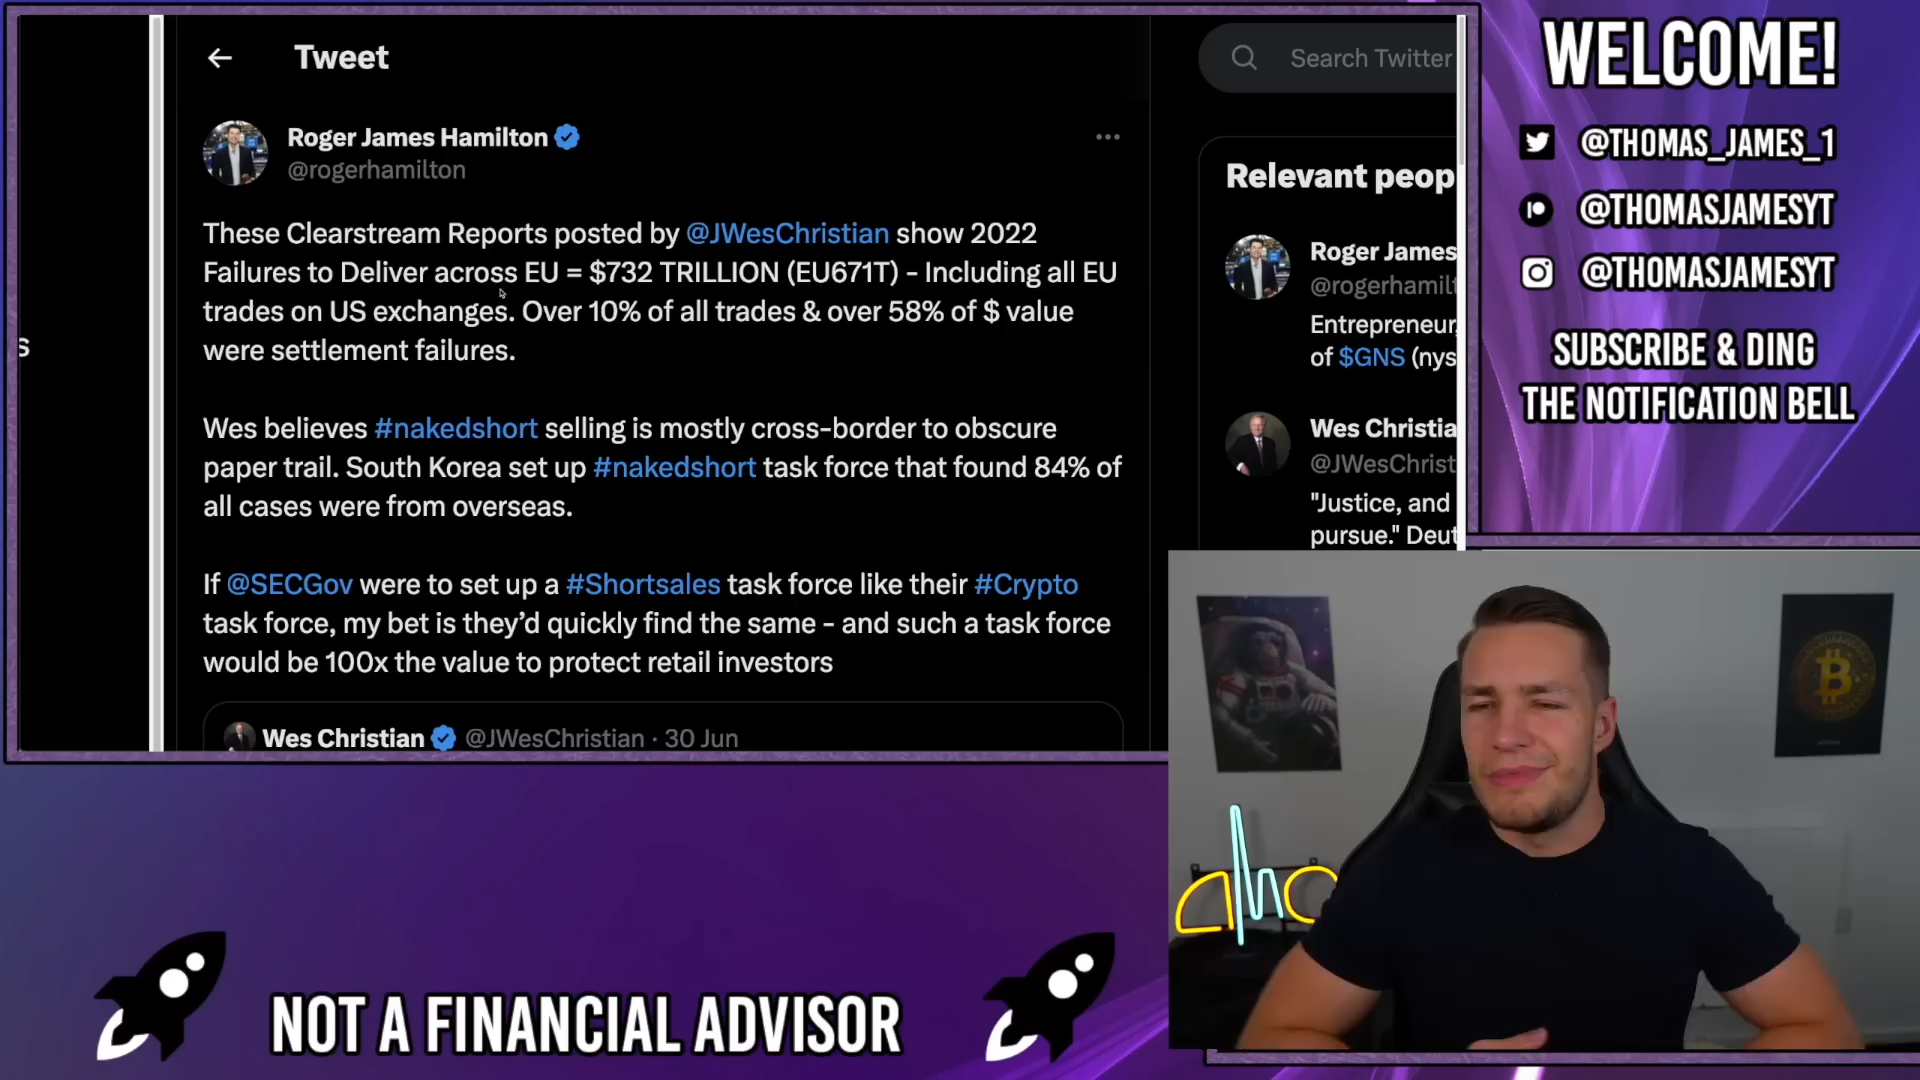 Tweet
Roger James Hamilton
@rogerhamilton
These Clearstream Reports posted by @JWesChristian show 2022
Failures to Deliver across EU = $732 TRILLION (EU671T) - Including all EU
trades on US exchanges. Over 10% of all trades & over 58% of $ value
were settlement failures.
Wes believes #nakedshort selling is mostly cross-border to obscure
paper trail. South Korea set up #nakedshort task force that found 84% of
all cases were from overseas.
If @SECGov were to set up a #Shortsales task force like their #Crypto
task force, my bet is they’d quickly find the same - and such a task force
would be 100x the value to protect retail investors
Wes Christian @JWesChristian · 30 Jun
s
Search Twitter
Relevant peop
Roger James
@rogerhamilt
Entrepreneur,
of $GNS (nys
Wes Christia
@JWesChrist
"Justice, and
pursue." Deut
WELCOME!
@THOMAS_JAMES_1
@THOMASJAMESYT
@THOMASJAMESYT
SUBSCRIBE & DING
THE NOTIFICATION BELL
NOT A FINANCIAL ADVISOR